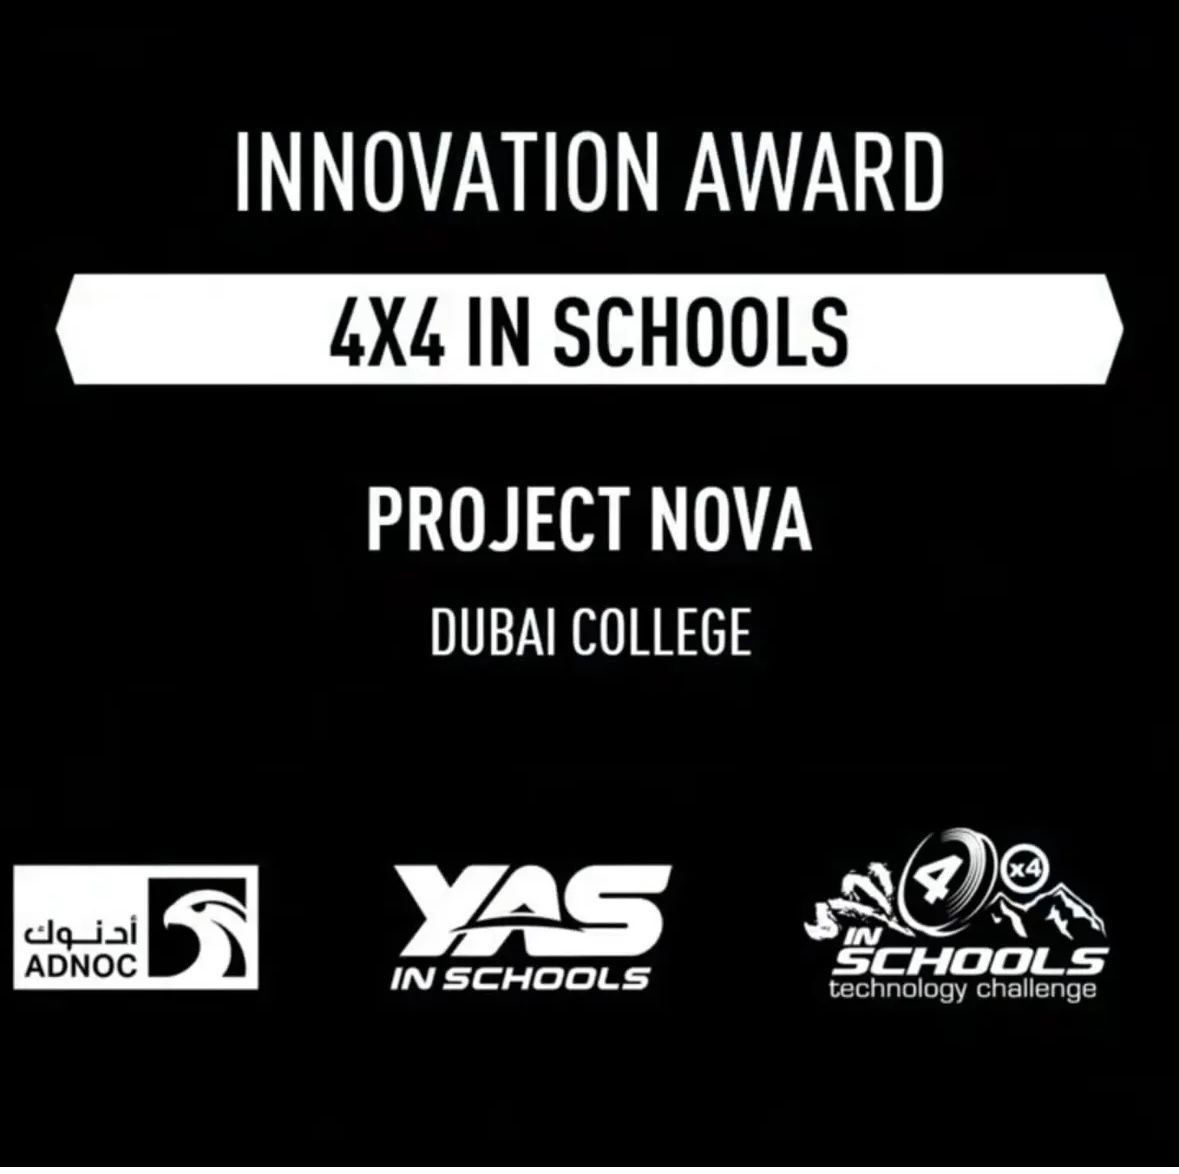 INNOVATION AWARD
4X4 IN SCHOOLS
PROJECT NOVA
DUBAI COLLEGE
أدنوك
ADNOC
YAS
IN SCHOOLS
4 x4
IN
SCHOOLS
technology challenge